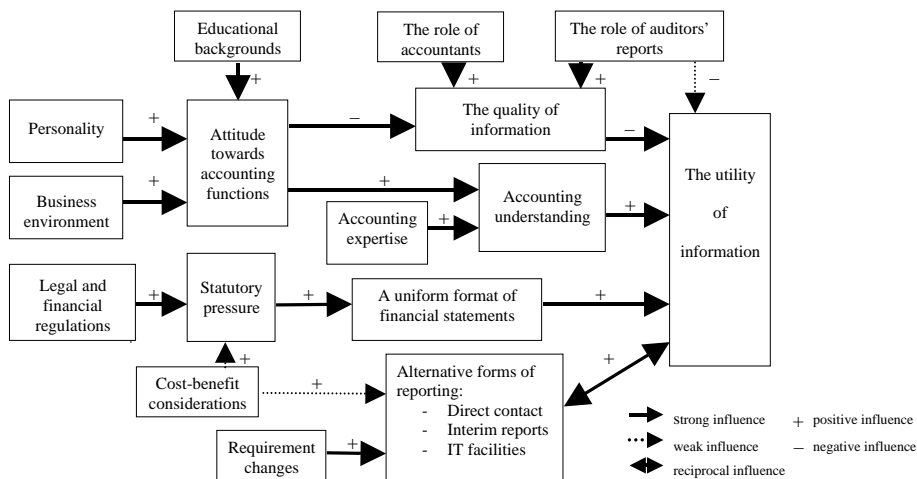 Educational
backgrounds
The role of
accountants
The role of auditors’
reports
+
+
+
–
Personality
+
Attitude
towards
accounting
functions
–
The quality of
information
–
The utility
of
information
Business
environment
+
+
Accounting
understanding
+
Accounting
expertise
+
Legal and
financial
regulations
+
Statutory
pressure
+
A uniform format of
financial statements
+
+
Cost-benefit
considerations
+
Alternative forms of
reporting:
- Direct contact
- Interim reports
- IT facilities
+
Requirement
changes
+
strong influence
+ positive influence
weak influence
– negative influence
reciprocal influence